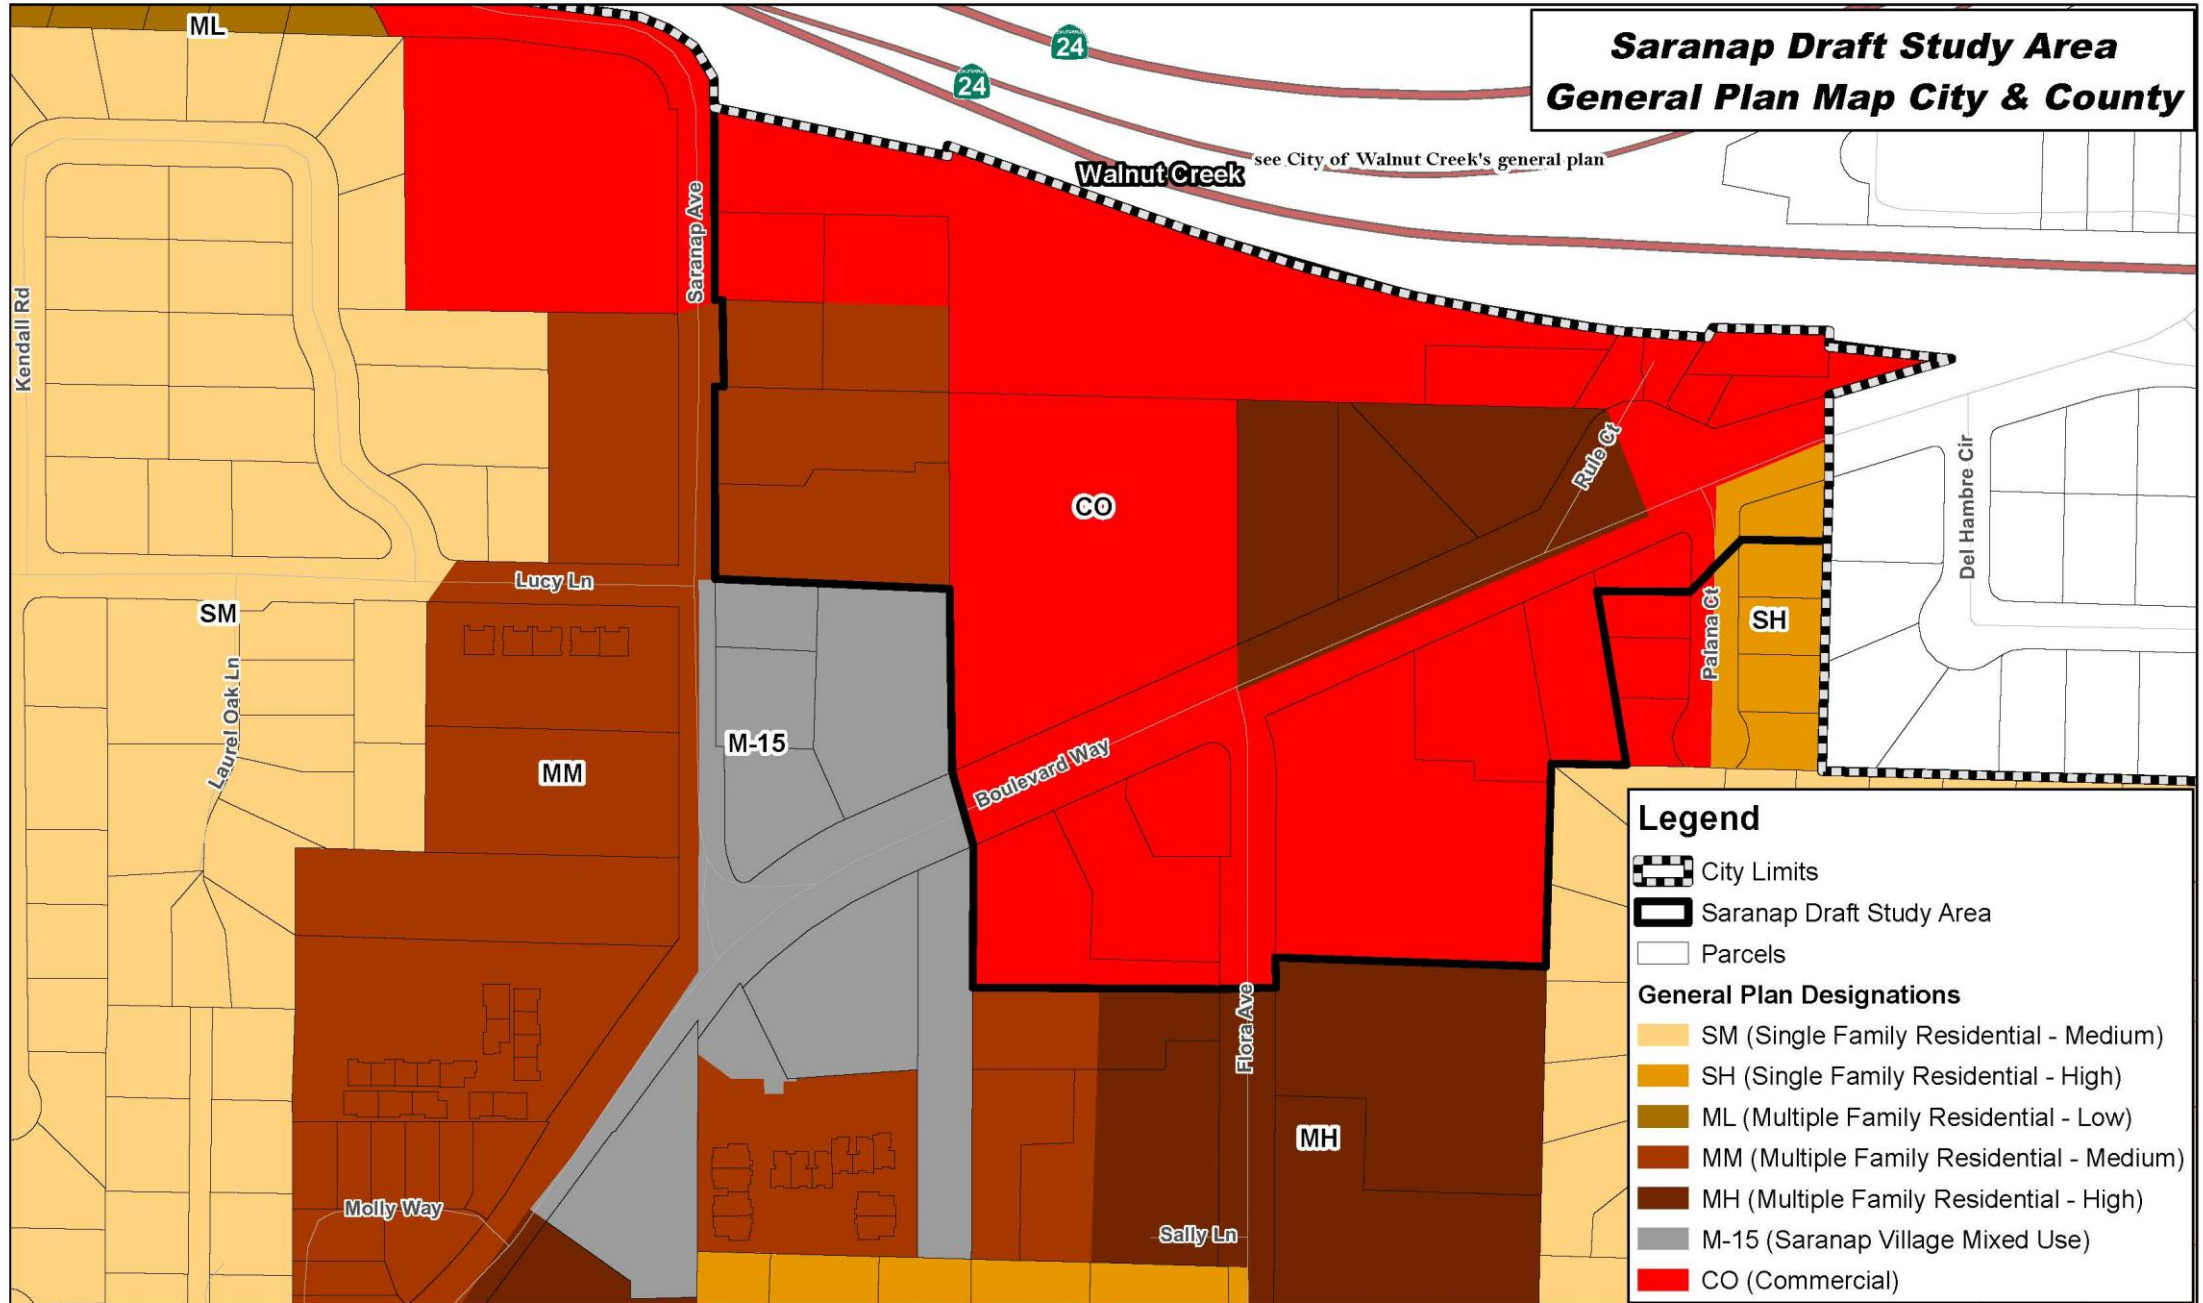 Saranap Draft Study Area
General Plan Map City & County
ML
24
24
see City of Walnut Creek's general plan
Walnut Creek
Saranap Ave
Kendall Rd
CO
Rule Ct
Del Hambre Cir
Lucy Ln
SM
SH
Palana Ct
Laurel Oak Ln
M-15
MM
Boulevard Way
Flora Ave
MH
Molly Way
Sally Ln
Legend
City Limits
Saranap Draft Study Area
Parcels
General Plan Designations
SM (Single Family Residential - Medium)
SH (Single Family Residential - High)
ML (Multiple Family Residential - Low)
MM (Multiple Family Residential - Medium)
MH (Multiple Family Residential - High)
M-15 (Saranap Village Mixed Use)
CO (Commercial)